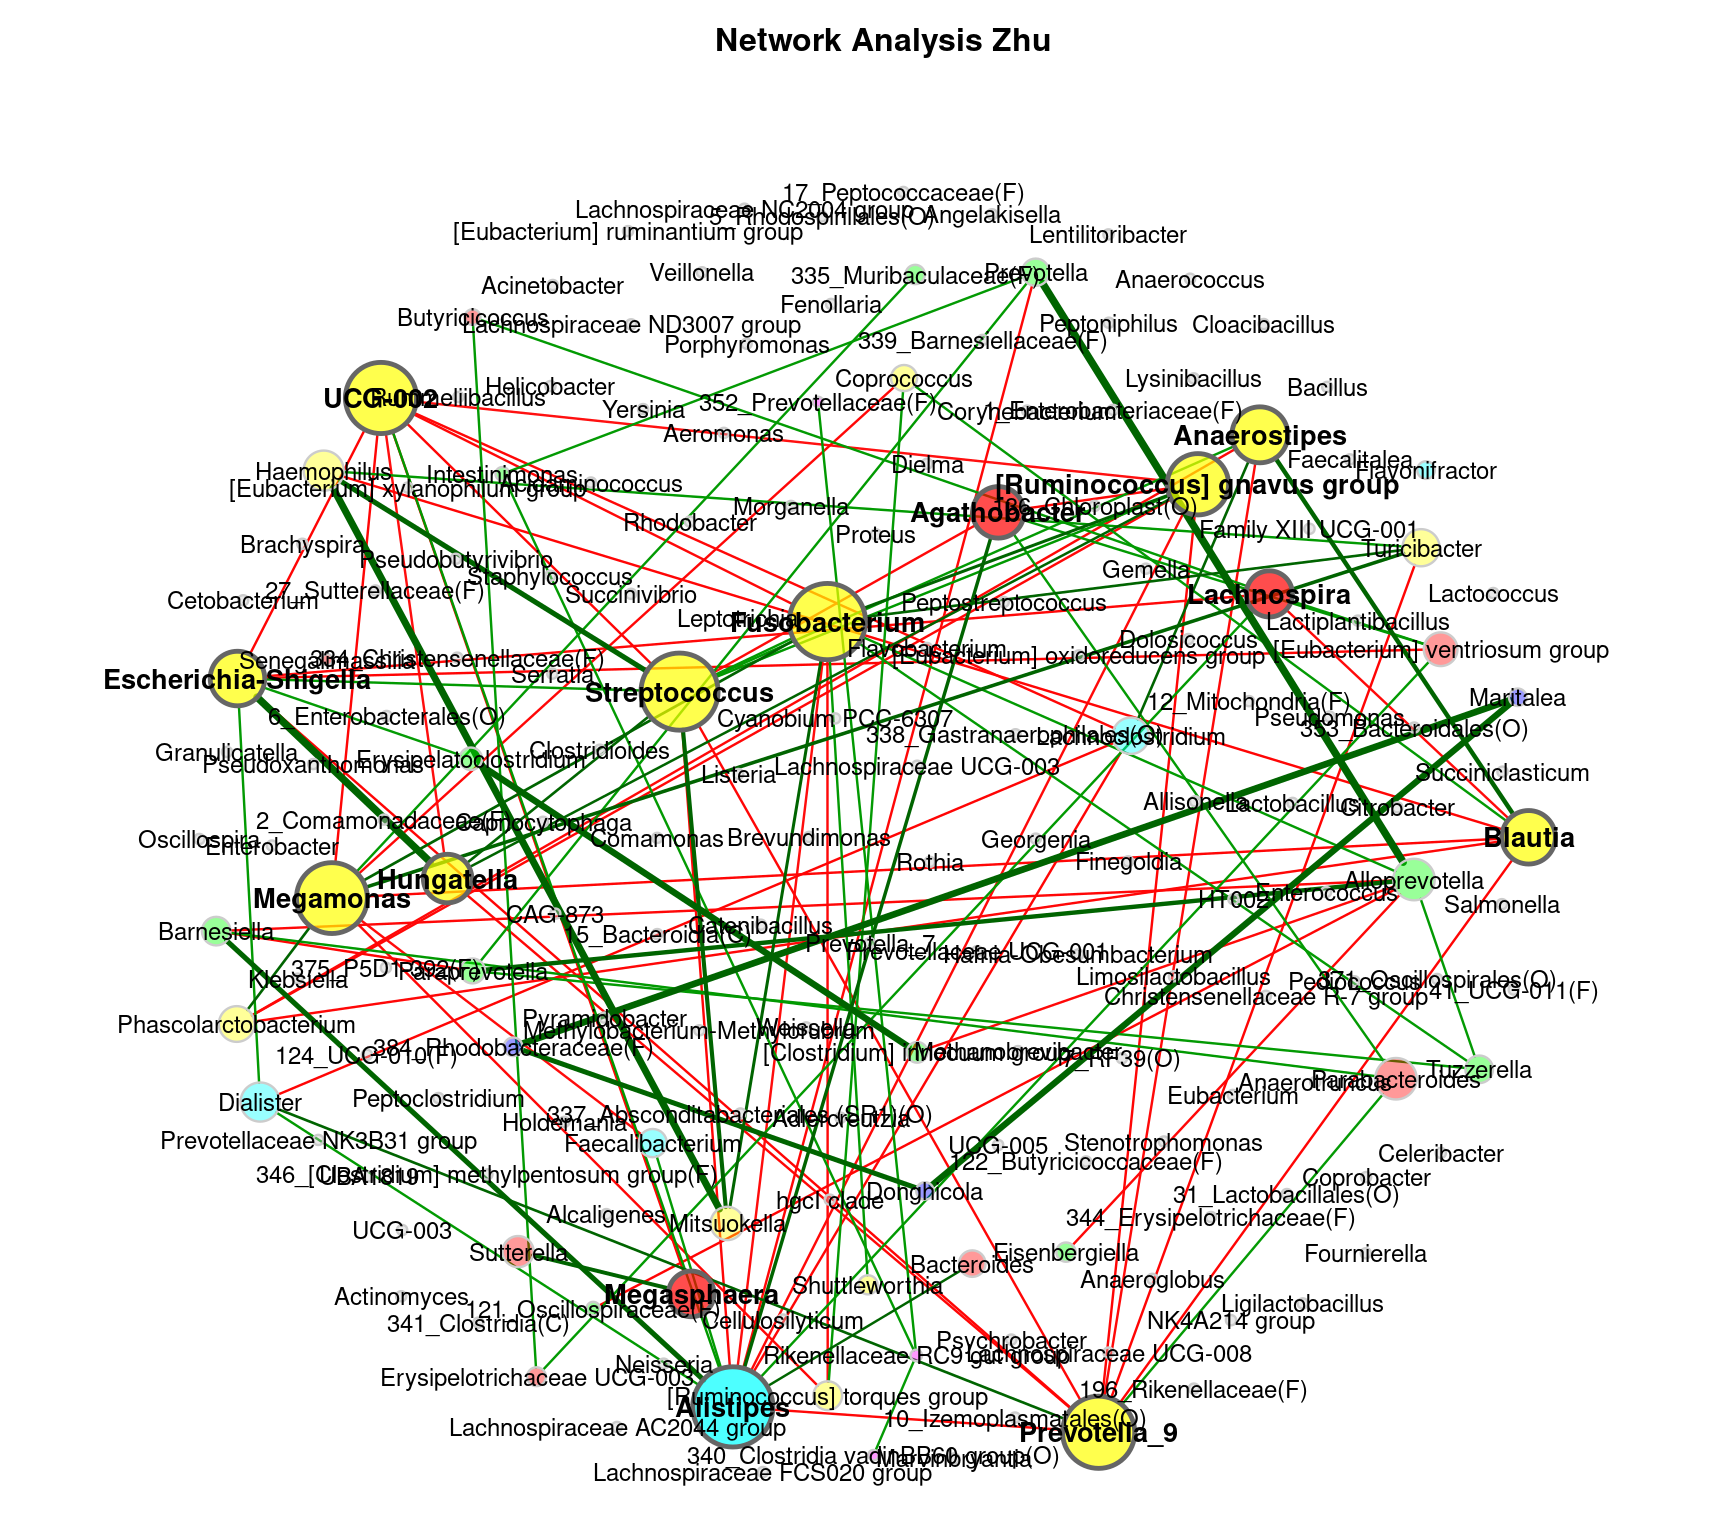 Network Analysis Zhu
17_Peptococcaceae(F)
Lachnospiraceae NC2004 group
5_Rhodospirillales(O)
Angelakisella
[Eubacterium] ruminantium group
Lentilitoribacter
Veillonella
335_Muribaculaceae(F)
Prevotella
Acinetobacter
Anaerococcus
Fenollaria
Butyricicoccus
Lachnospiraceae ND3007 group
Peptoniphilus
Cloacibacillus
Porphyromonas
339_Barnesiellaceae(F)
Helicobacter
Coprococcus
Lysinibacillus
Bacillus
UCG-002
Rummeliibacillus
Yersinia
352_Prevotellaceae(F)
Corynebacterium
1_Enterobacteriaceae(F)
Aeromonas
Anaerostipes
Haemophilus
Intestinimonas
Dielma
Faecalitalea
Flavonifractor
[Eubacterium] xylanophilum group
Acidaminococcus
[Ruminococcus] gnavus group
Morganella
Agathobacter
126_Chloroplast(O)
Rhodobacter
Proteus
Family XIII UCG-001
Brachyspira
Turicibacter
Pseudobutyrivibrio
Staphylococcus
Gemella
27_Sutterellaceae(F)
Succinivibrio
Cetobacterium
Lachnospira
Lactococcus
Leptotrichia
Fusobacterium
Peptostreptococcus
Lactiplantibacillus
Flavobacterium
Dolosicoccus
Senegalimassilia
334_Christensenellaceae(F)
[Eubacterium] oxidoreducens group
[Eubacterium] ventriosum group
Escherichia-Shigella
Serratia
Streptococcus
Maritalea
6_Enterobacterales(O)
Cyanobium PCC-6307
12_Mitochondria(F)
Pseudomonas
338_Gastranaerophilales(O)
Lachnoclostridium
353_Bacteroidales(O)
Granulicatella
Pseudoxanthomonas
Erysipelatoclostridium
Clostridioides
Listeria
Lachnospiraceae UCG-003
Succiniclasticum
Allisonella
Lactobacillus
Citrobacter
2_Comamonadaceae(F)
Capnocytophaga
Oscillospira
Enterobacter
Comamonas
Brevundimonas
Georgenia
Blautia
Rothia
Finegoldia
Hungatella
Megamonas
Alloprevotella
HT002
Enterococcus
Salmonella
CAG-873
Barnesiella
15_Bacteroidia(C)
Catenibacillus
Prevotella_7
Prevotellaceae UCG-001
Hafnia-Obesumbacterium
Klebsiella
Paraprevotella
Limosilactobacillus
Pediococcus
371_Oscillospirales(O)
Christensenellaceae R-7 group
41_UCG-011(F)
Phascolarctobacterium
Pyramidobacter
Methylobacterium-Methylorubrum
Weissella
384_Rhodobacteraceae(F)
124_UCG-010(F)
[Clostridium] innocuum group
Methanobrevibacter
7_RF39(O)
Tuzzerella
Anaerotruncus
Parabacteroides
Eubacterium
Dialister
Peptoclostridium
337_Absconditabacteriales (SR1)(O)
Adlercreutzia
Holdemania
Prevotellaceae NK3B31 group
Faecalibacterium
UCG-005
Stenotrophomonas
Celeribacter
122_Butyricicoccaceae(F)
346_[Clostridium] methylpentosum group(F)
UBA1819
Coprobacter
Donghicola
hgcI clade
31_Lactobacillales(O)
Alcaligenes
Mitsuokella
344_Erysipelotrichaceae(F)
UCG-003
Sutterella
Eisenbergiella
Fournierella
Bacteroides
Anaeroglobus
Shuttleworthia
Megasphaera
Actinomyces
121_Oscillospiraceae(F)
Ligilactobacillus
341_Clostridia(C)
Cellulosilyticum
NK4A214 group
Psychrobacter
Rikenellaceae RC9 gut group
Lachnospiraceae UCG-008
Neisseria
Erysipelotrichaceae UCG-003
196_Rikenellaceae(F)
[Ruminococcus] torques group
Alistipes
10_Izemoplasmatales(O)
Lachnospiraceae AC2044 group
Prevotella_9
340_Clostridia vadinBB60 group(O)
Marvinbryantia
Lachnospiraceae FCS020 group